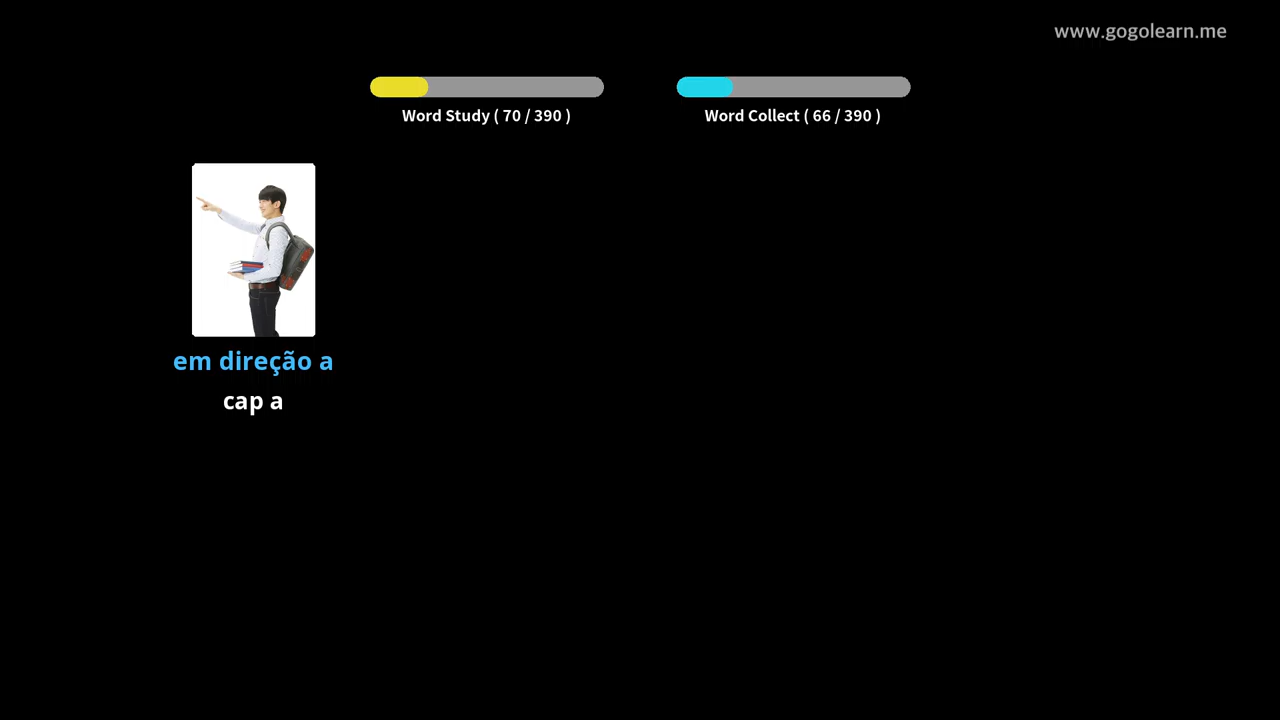 www.gogolearn.me
Word Study ( 70 / 390 )
Word Collect ( 66 / 390 )
em direção a
cap a